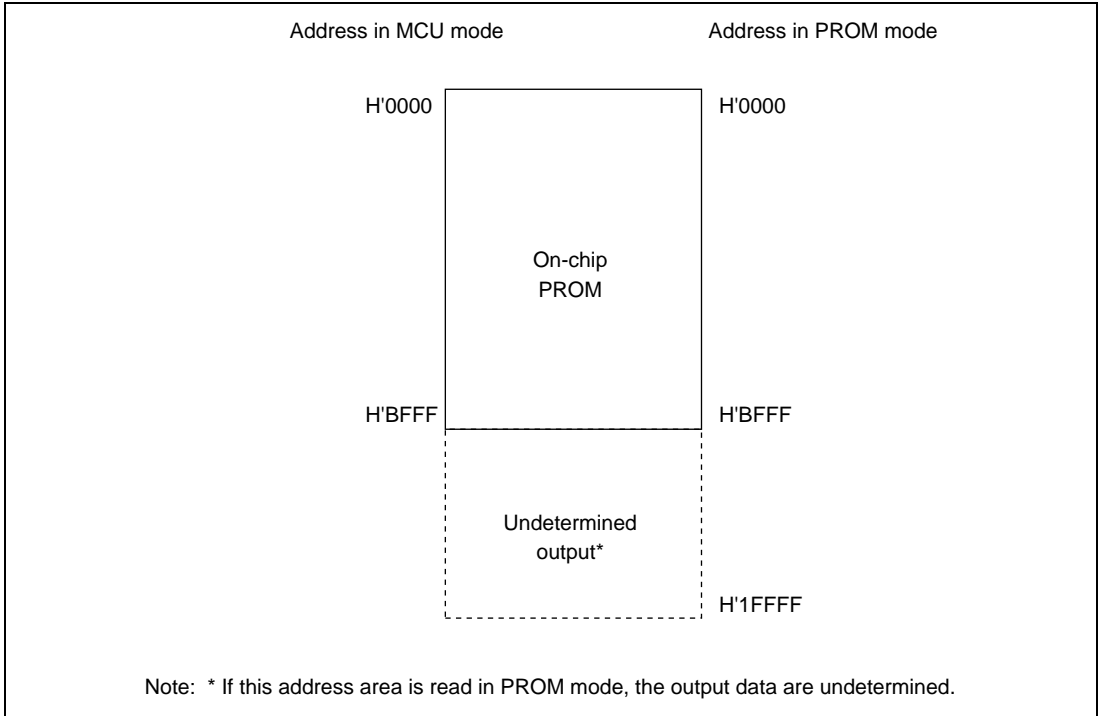 Address in MCU mode Address in PROM mode
H'0000 H'0000
On-chip
PROM
H'BFFF H'BFFF
Undetermined
output*
H'1FFFF
Note: * If this address area is read in PROM mode, the output data are undetermined.